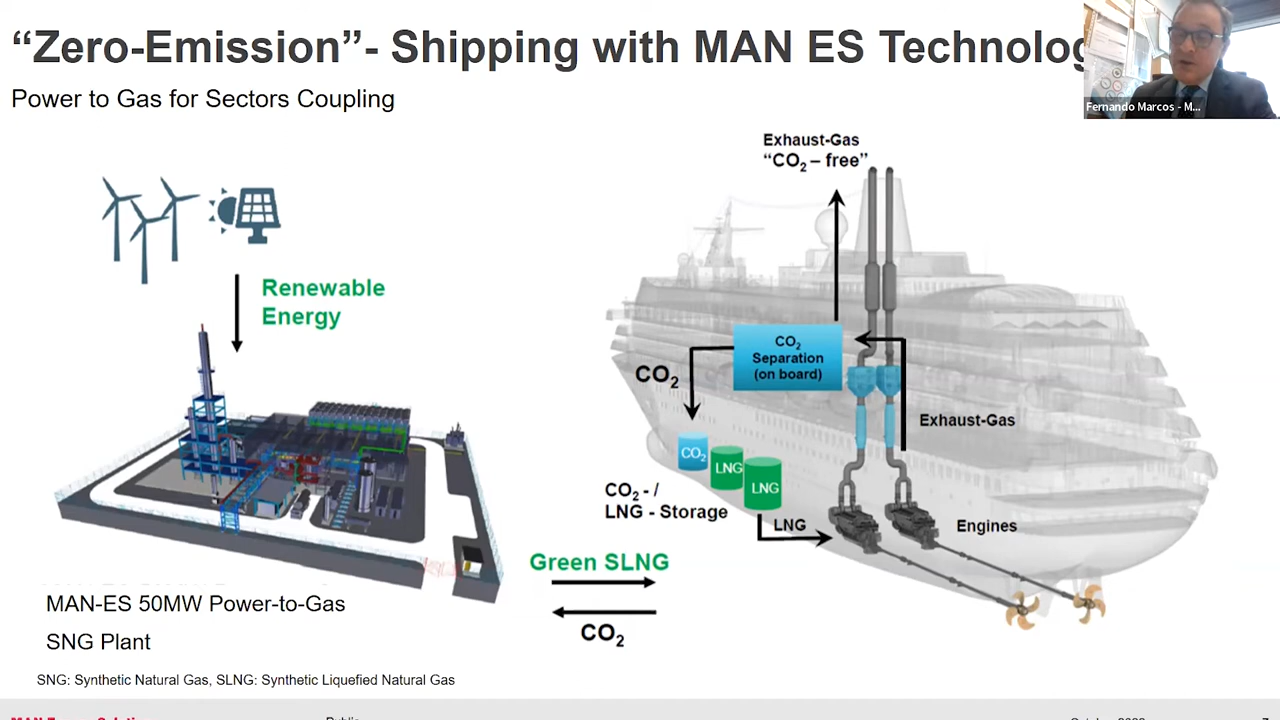 “Zero-Emission”- Shipping with MAN ES
Power to Gas for Sectors Coupling
Fernando Marcos - M...
Exhaust-Gas
“CO₂ – free”
Renewable
Energy
CO₂
Separation
(on board)
CO₂
Exhaust-Gas
CO₂
LNG
LNG
CO₂ - /
LNG - Storage
LNG
Engines
Green SLNG
CO₂
MAN-ES 50MW Power-to-Gas
SNG Plant
SNG: Synthetic Natural Gas, SLNG: Synthetic Liquefied Natural Gas